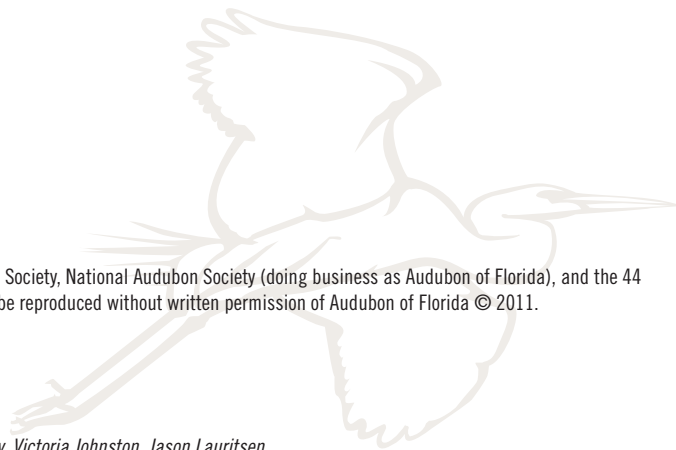 Society, National Audubon Society (doing business as Audubon of Florida), and the 44
be reproduced without written permission of Audubon of Florida © 2011.
Victoria Johnston, Jason Lauritsen